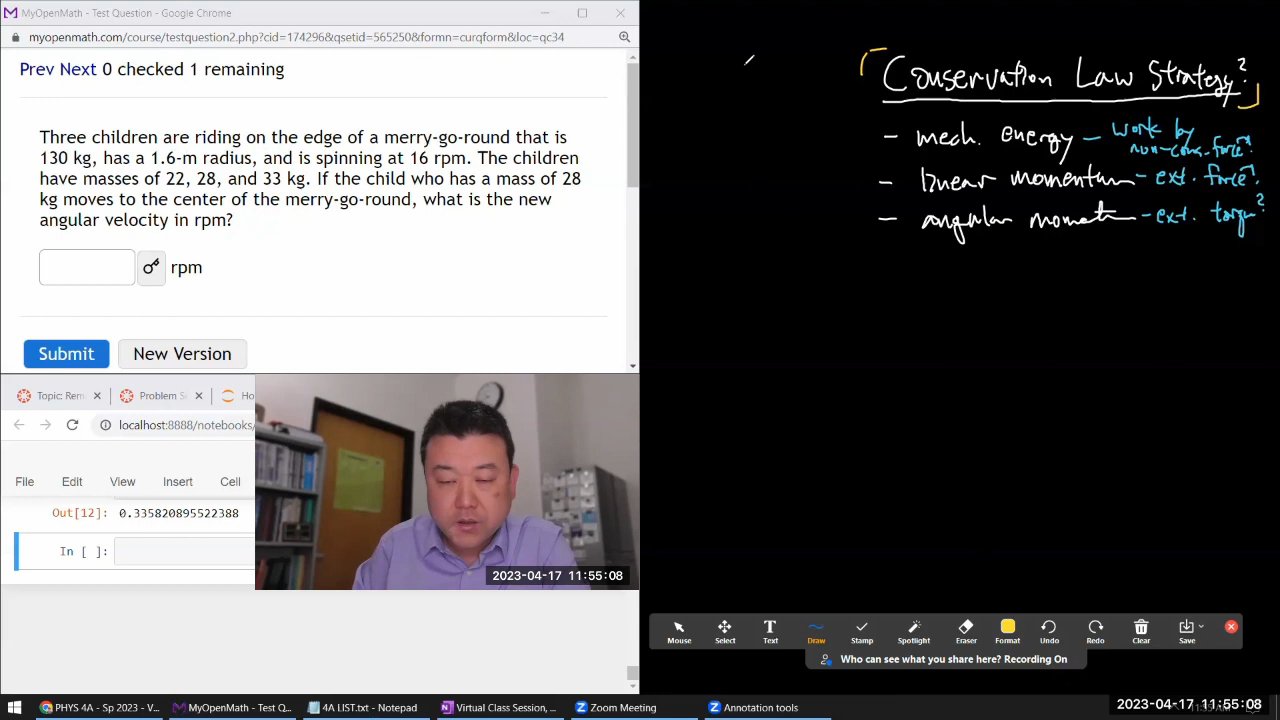 MyOpenMath - Test Question - Google Chrome
myopenmath.com/course/testquestion2.php?cid=174296&qsetid=565250&formn=curqform&loc=qc34
Prev Next 0 checked 1 remaining
Three children are riding on the edge of a merry-go-round that is
130 kg, has a 1.6-m radius, and is spinning at 16 rpm. The children
have masses of 22, 28, and 33 kg. If the child who has a mass of 28
kg moves to the center of the merry-go-round, what is the new
angular velocity in rpm?
rpm
Submit New Version
Topic: Rem
Problem S
Ho
localhost:8888/notebooks/
File Edit View Insert Cell
Out[12]: 0.335820895522388
In [ ]:
2023-04-17 11:55:08
Conservation Law Strategy?
- mech. energy - work by
non-cons. force?
- linear momentum - ext. force?
- angular moment - ext. torque?
Mouse Select Text Draw Stamp Spotlight Eraser Format Undo Redo Clear Save
Who can see what you share here? Recording On
PHYS 4A - Sp 2023 - V...
MyOpenMath - Test Q...
4A LIST.txt - Notepad
Virtual Class Session, ...
Zoom Meeting
Annotation tools
2023-04-17 11:55:08